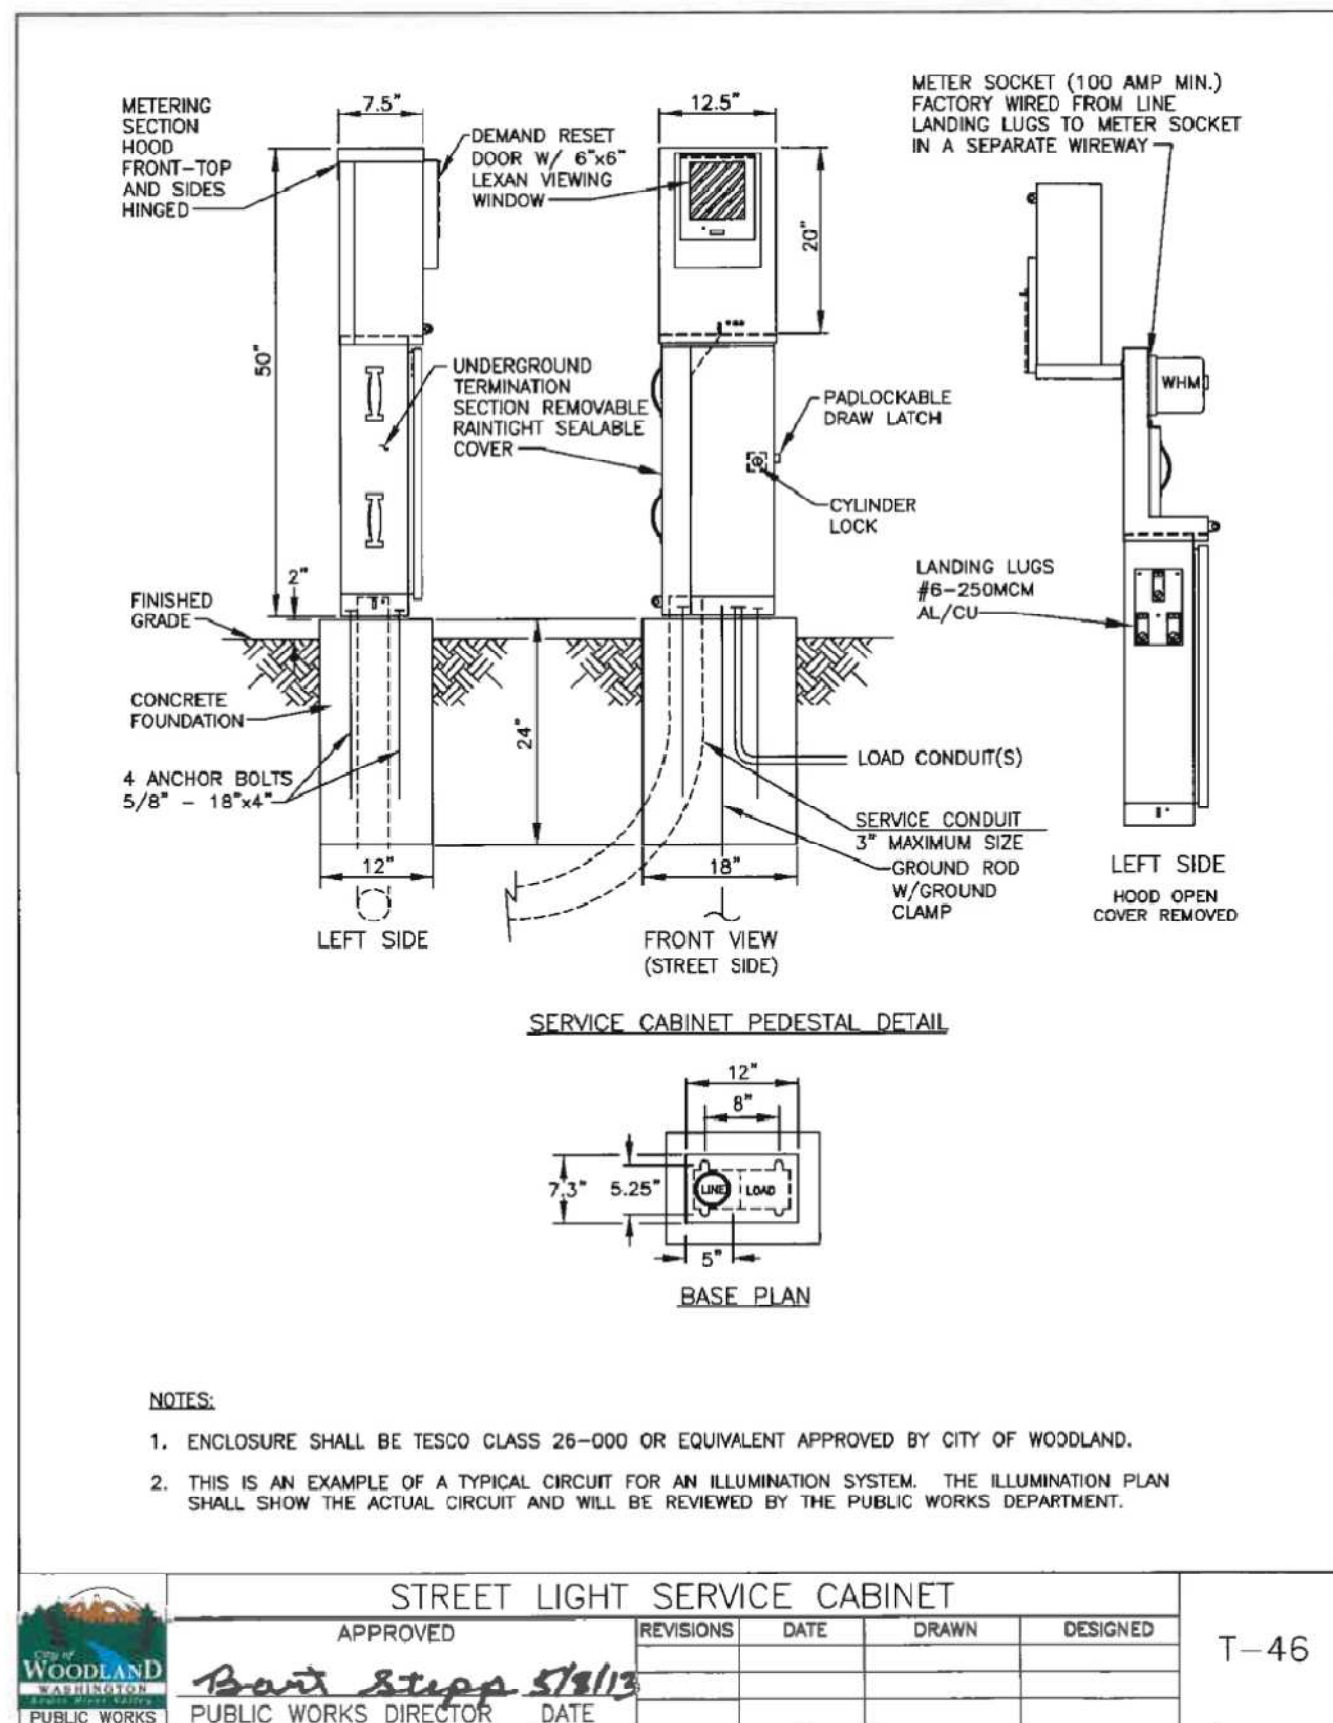 METERING
SECTION
HOOD
FRONT-TOP
AND SIDES
HINGED
7.5"
DEMAND RESET
DOOR W/ 6"x6"
LEXAN VIEWING
WINDOW
12.5"
METER SOCKET (100 AMP MIN.)
FACTORY WIRED FROM LINE
LANDING LUGS TO METER SOCKET
IN A SEPARATE WIREWAY
20"
50"
UNDERGROUND
TERMINATION
SECTION REMOVABLE
RAINTIGHT SEALABLE
COVER
PADLOCKABLE
DRAW LATCH
WHM
CYLINDER
LOCK
LANDING LUGS
#6-250MCM
AL/CU
2"
FINISHED
GRADE
CONCRETE
FOUNDATION
24"
4 ANCHOR BOLTS
5/8" - 18"x4"
LOAD CONDUIT(S)
SERVICE CONDUIT
3" MAXIMUM SIZE
GROUND ROD
W/GROUND
CLAMP
12"
18"
LEFT SIDE
FRONT VIEW
(STREET SIDE)
LEFT SIDE
HOOD OPEN
COVER REMOVED
SERVICE CABINET PEDESTAL DETAIL
12"
8"
7.3"
5.25"
LINE
LOAD
5"
BASE PLAN
NOTES:
1. ENCLOSURE SHALL BE TESCO CLASS 26-000 OR EQUIVALENT APPROVED BY CITY OF WOODLAND.
2. THIS IS AN EXAMPLE OF A TYPICAL CIRCUIT FOR AN ILLUMINATION SYSTEM. THE ILLUMINATION PLAN
SHALL SHOW THE ACTUAL CIRCUIT AND WILL BE REVIEWED BY THE PUBLIC WORKS DEPARTMENT.
City of
WOODLAND
WASHINGTON
PUBLIC WORKS
STREET LIGHT SERVICE CABINET
APPROVED
Bart Stepp 5/8/13
PUBLIC WORKS DIRECTOR DATE
REVISIONS DATE DRAWN DESIGNED
T-46